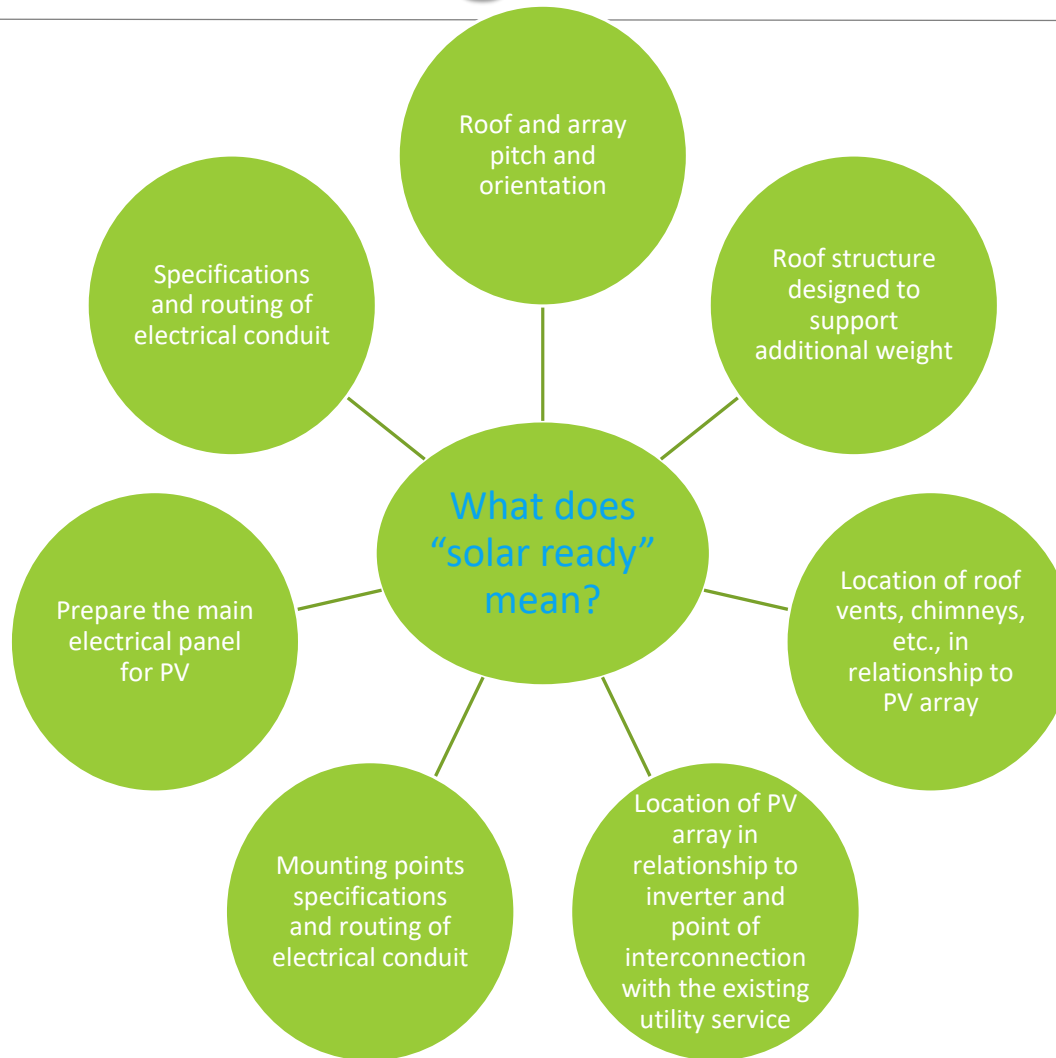 Roof and array
pitch and
orientation
Roof structure
designed to
support
additional weight
Location of roof
vents, chimneys,
etc., in
relationship to
PV array
Location of PV
array in
relationship to
inverter and
point of
interconnection
with the existing
utility service
Mounting points
specifications
and routing of
electrical conduit
Prepare the main
electrical panel
for PV
Specifications
and routing of
electrical conduit
What does
“solar ready”
mean?